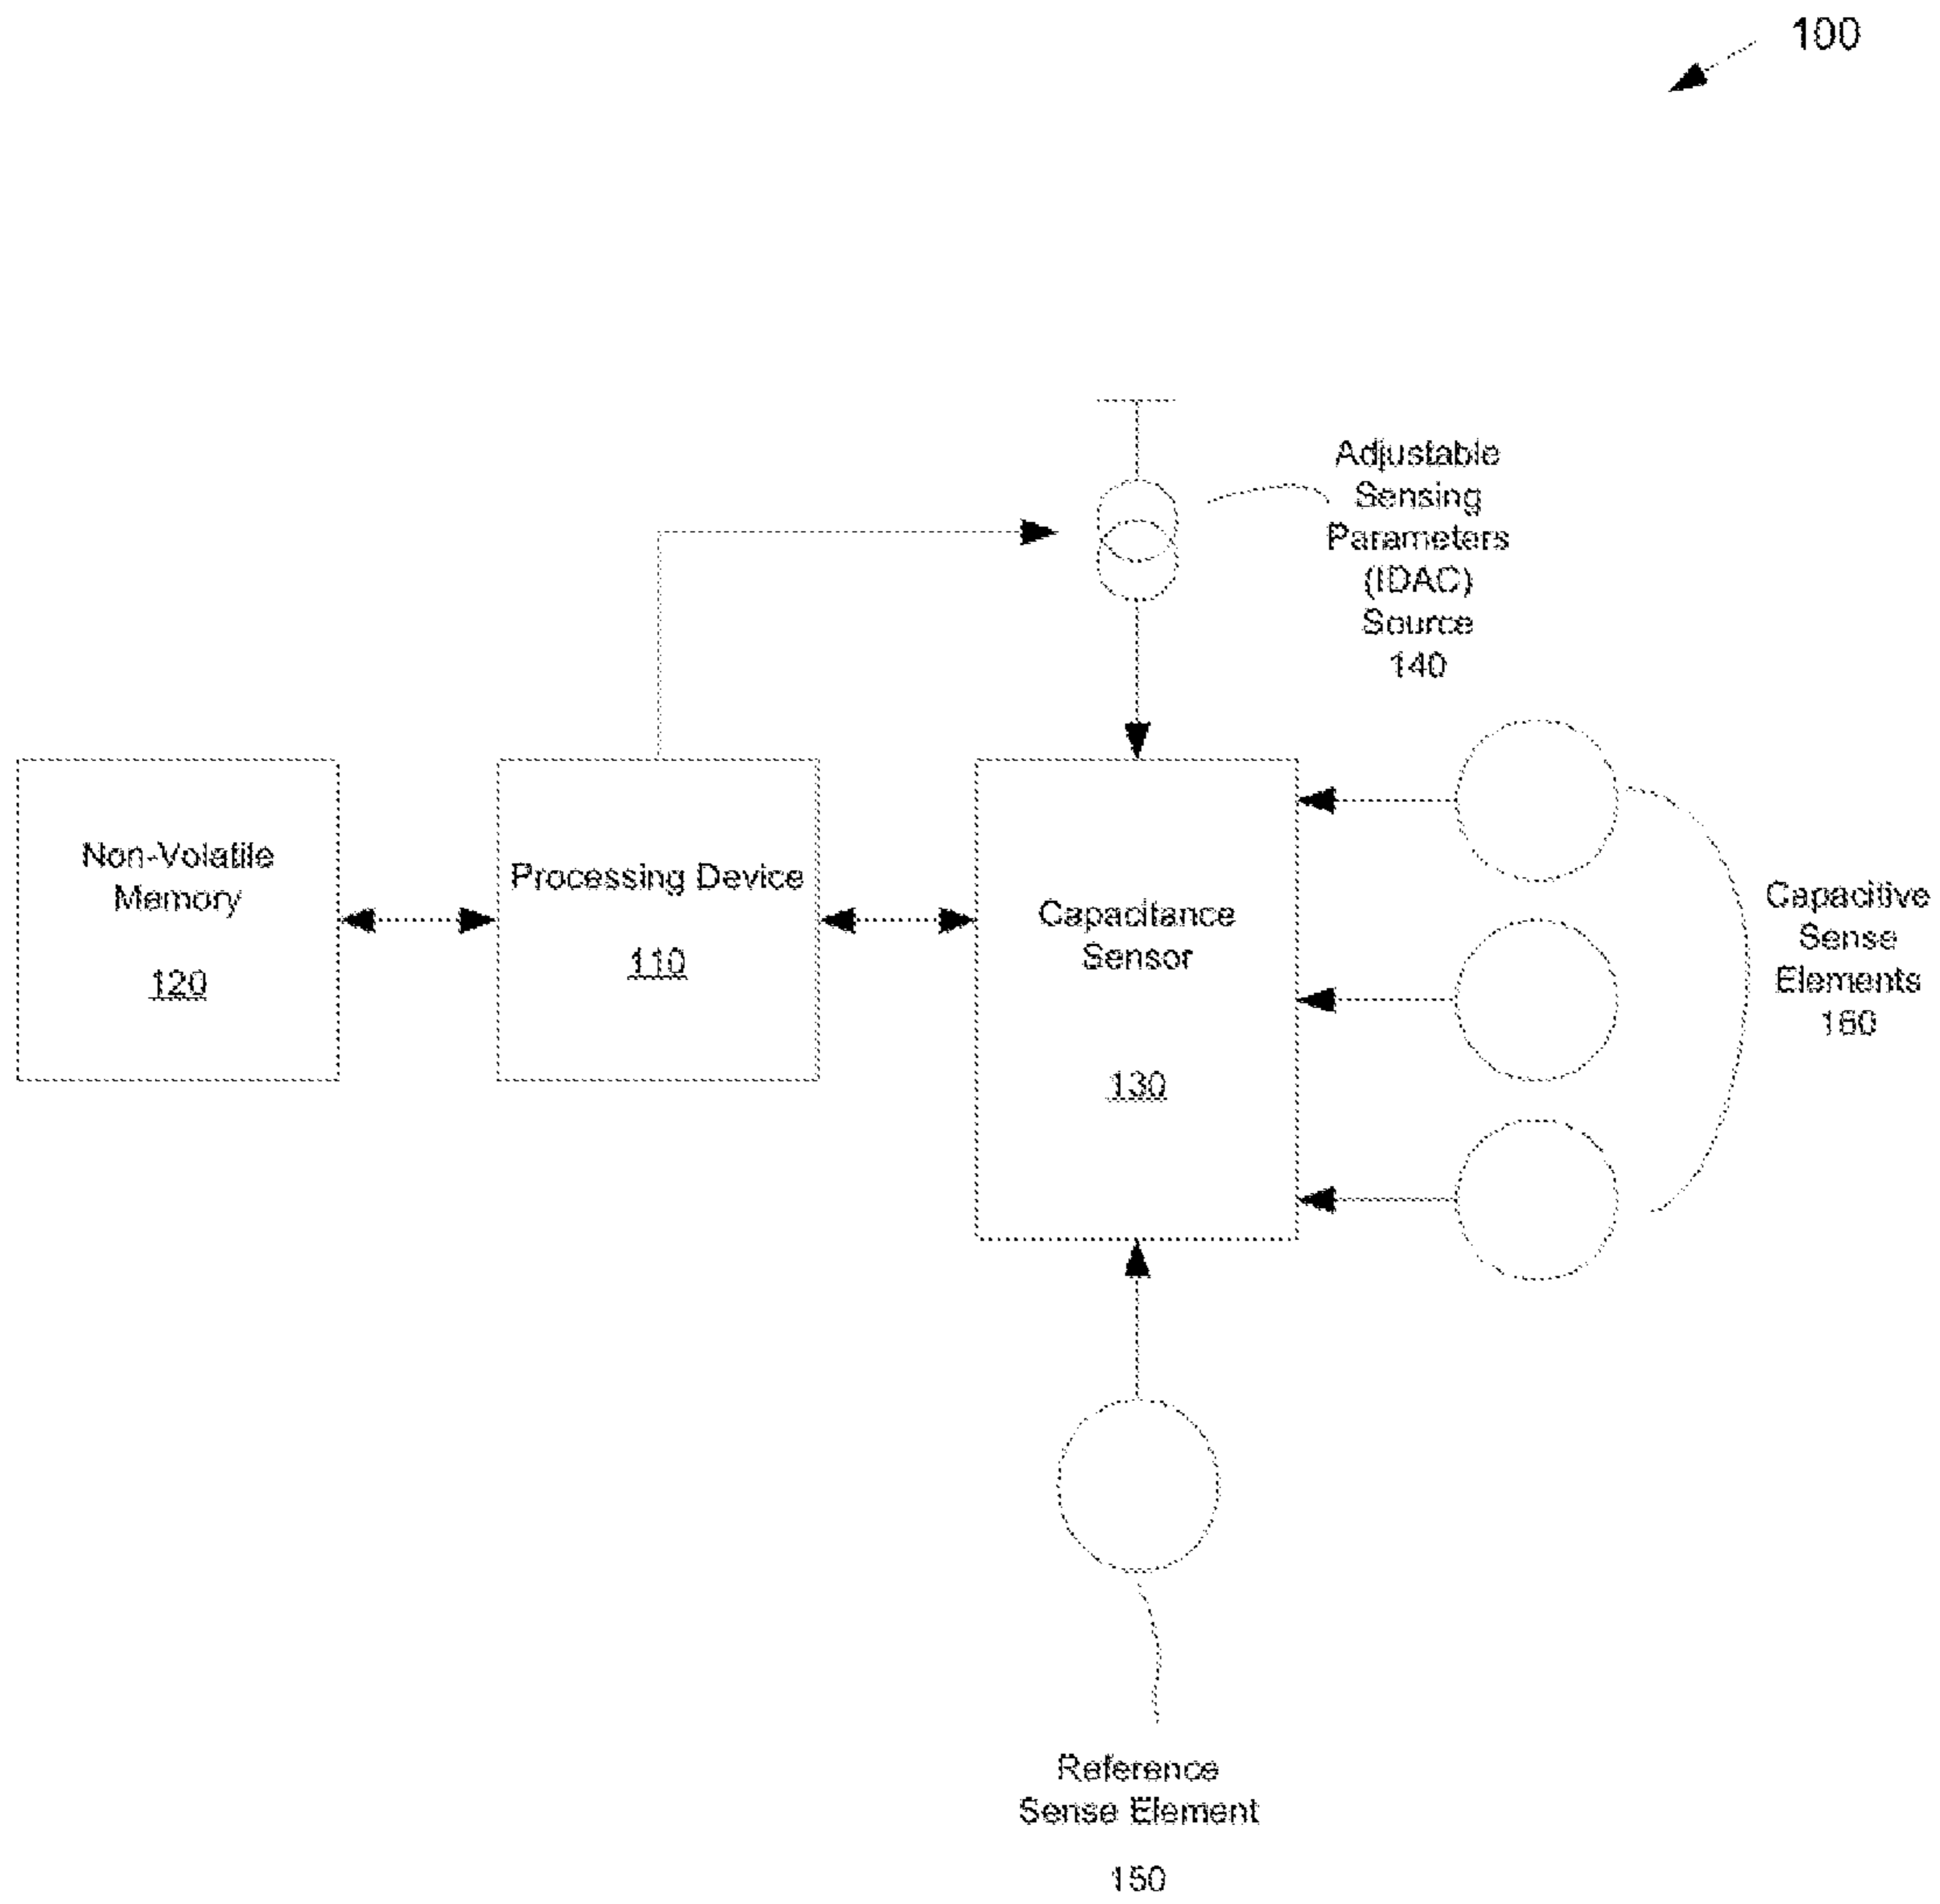 100
Adjustable
Sensing
Parameters
(IDAC)
Source
140
Non-Volatile
Memory
120
Processing Device
110
Capacitance
Sensor
130
Capacitive
Sense
Elements
160
Reference
Sense Element
150